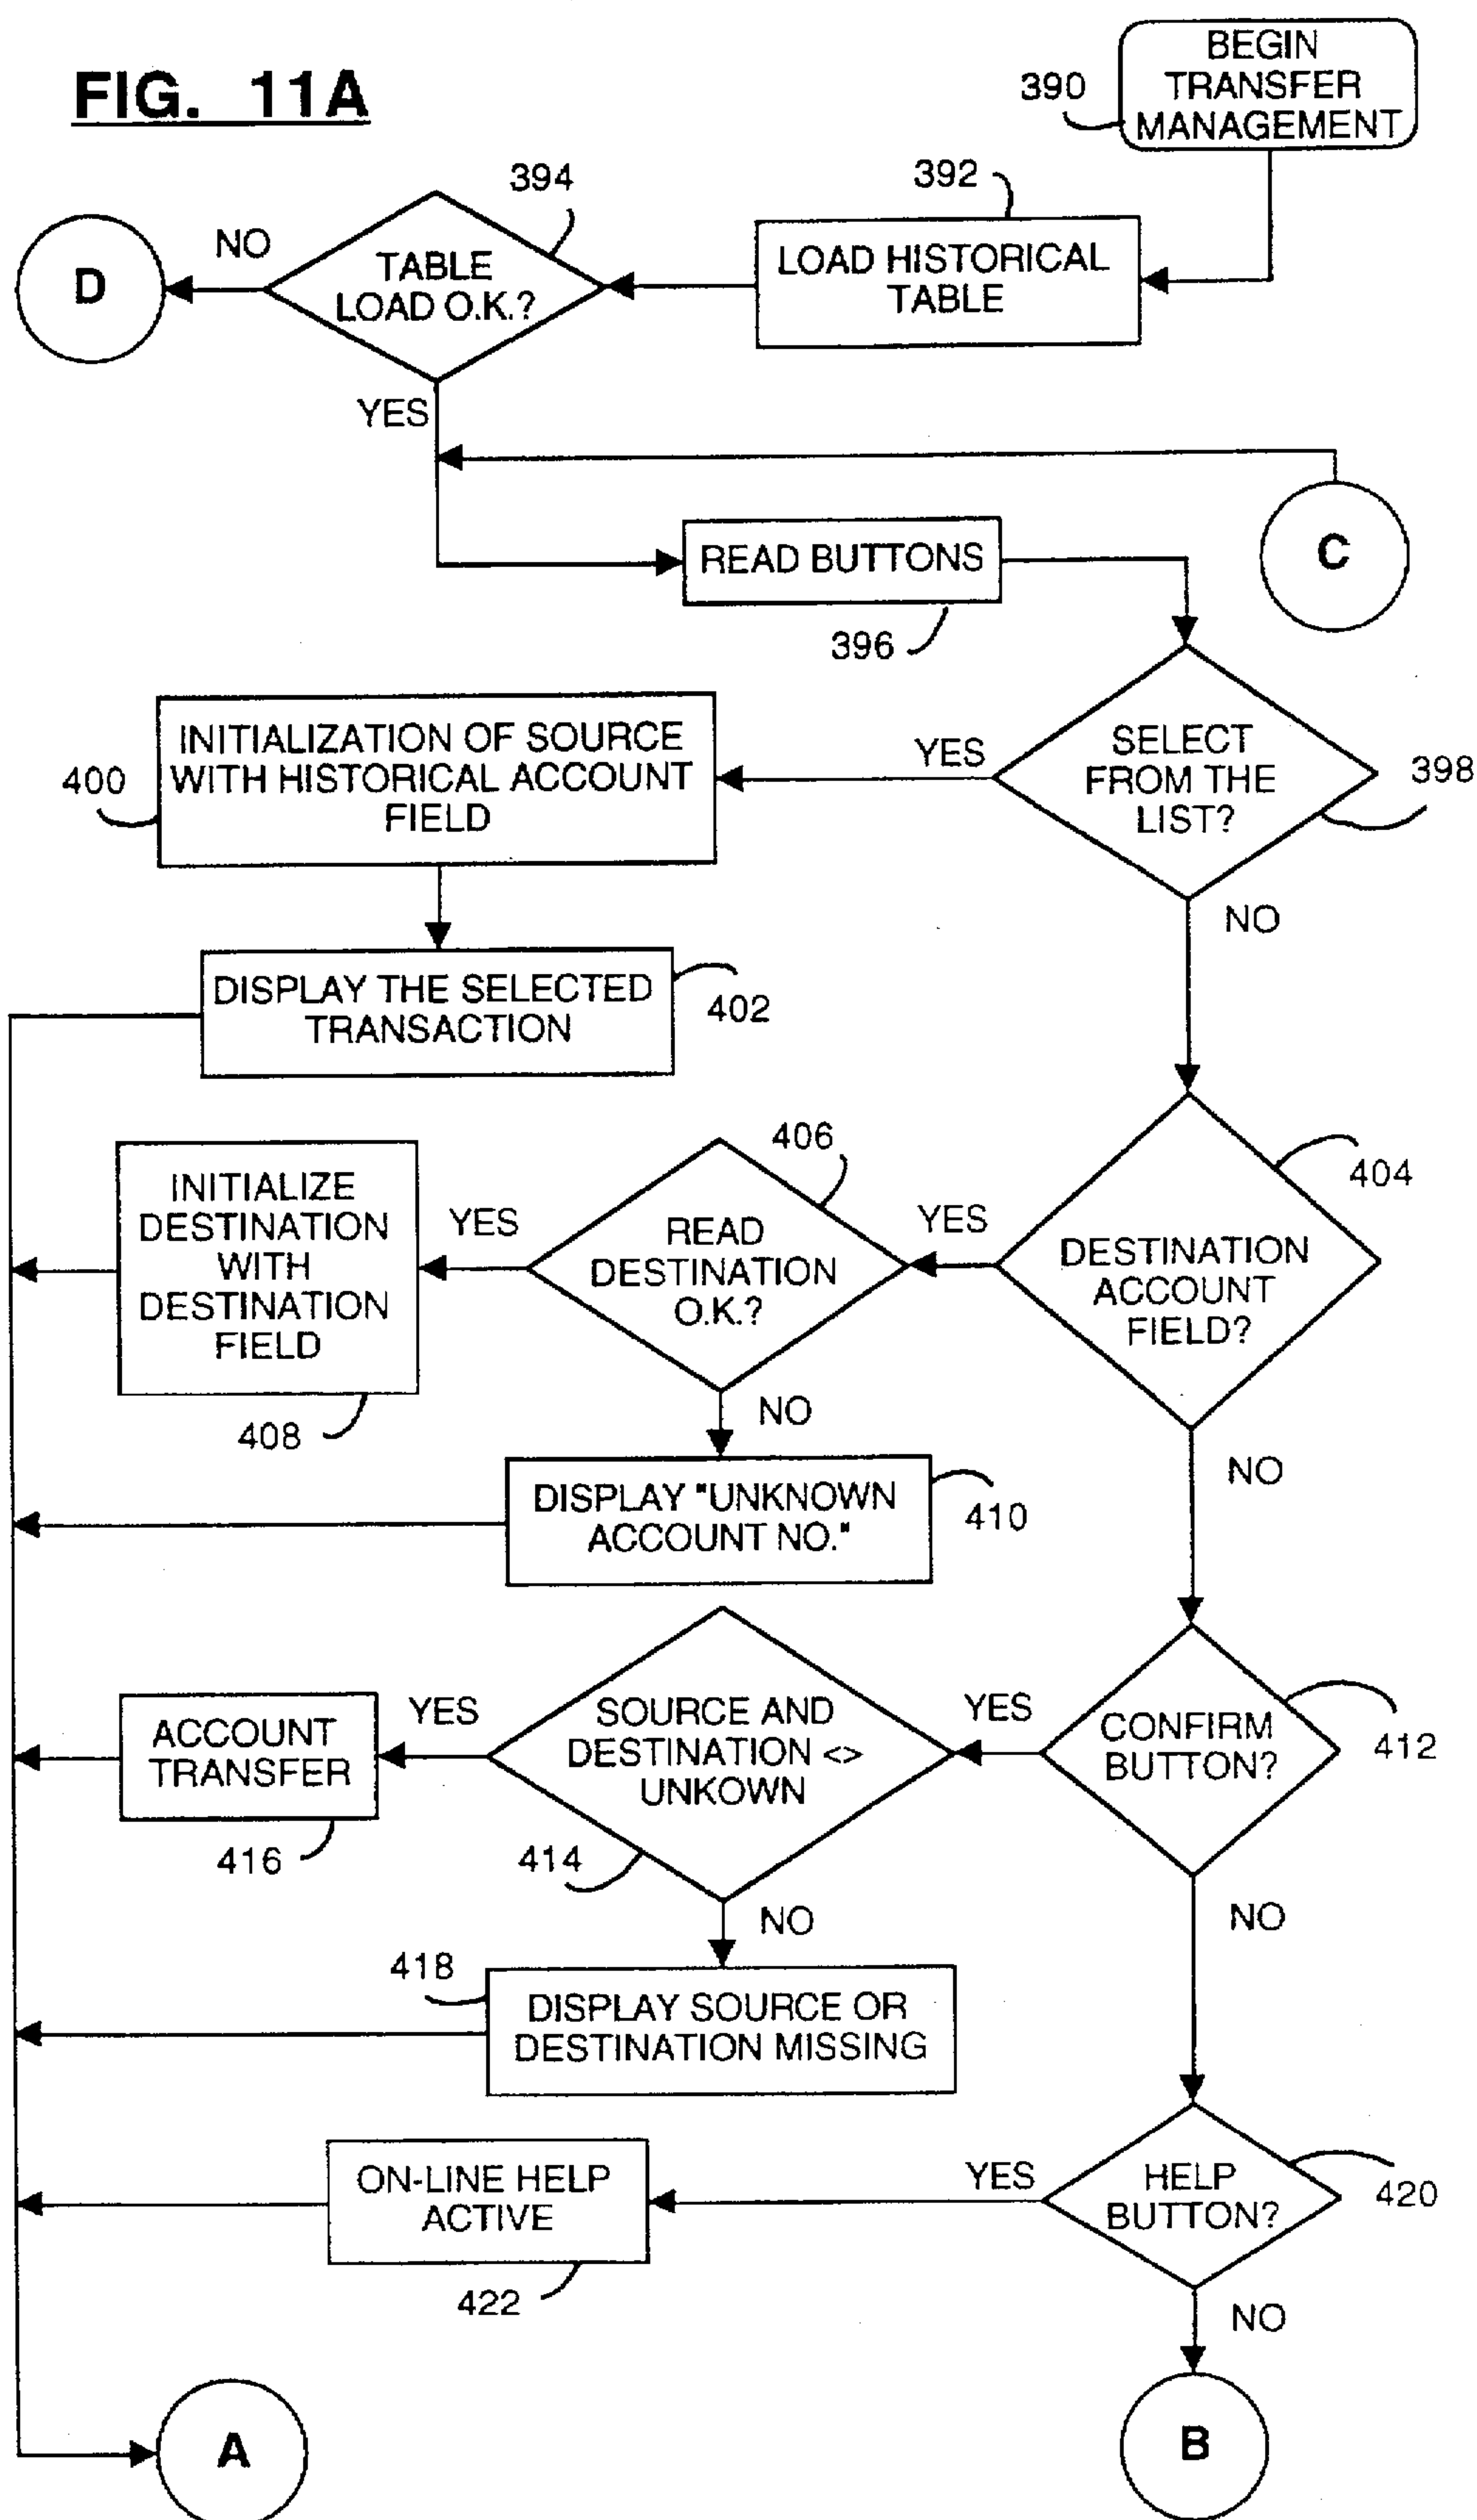 FIG. 11A
BEGIN
TRANSFER
MANAGEMENT
390
392
LOAD HISTORICAL
TABLE
394
TABLE
LOAD O.K.?
NO
D
YES
C
READ BUTTONS
396
SELECT
FROM THE
LIST?
398
YES
INITIALIZATION OF SOURCE
WITH HISTORICAL ACCOUNT
FIELD
400
NO
DISPLAY THE SELECTED
TRANSACTION
402
404
DESTINATION
ACCOUNT
FIELD?
YES
406
READ
DESTINATION
O.K.?
YES
INITIALIZE
DESTINATION
WITH
DESTINATION
FIELD
408
NO
DISPLAY "UNKNOWN
ACCOUNT NO."
410
NO
CONFIRM
BUTTON?
412
YES
SOURCE AND
DESTINATION <>
UNKOWN
414
YES
ACCOUNT
TRANSFER
416
NO
418
DISPLAY SOURCE OR
DESTINATION MISSING
NO
HELP
BUTTON?
420
YES
ON-LINE HELP
ACTIVE
422
NO
A
B